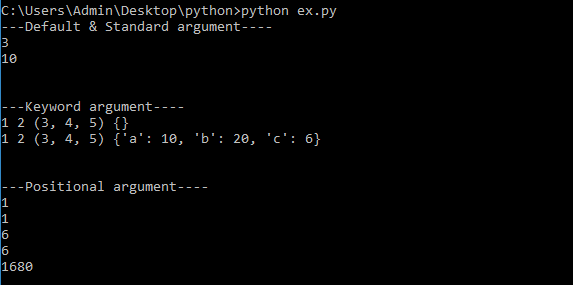 C:\Users\Admin\Desktop\python>python ex.py
---Default & Standard argument----
3
10
---Keyword argument----
1 2 (3, 4, 5) {}
1 2 (3, 4, 5) {'a': 10, 'b': 20, 'c': 6}
---Positional argument----
1
1
6
6
1680